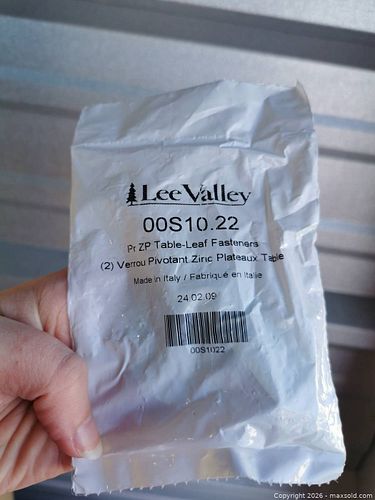 Lee Valley
00S10.22
Pr ZP Table-Leaf Fasteners
(2) Verrou Pivotant Zinc Plateaux Table
Made in Italy / Fabriqué en Italie
24.02.09
00S1022
Copyright 2026 - maxsold.com